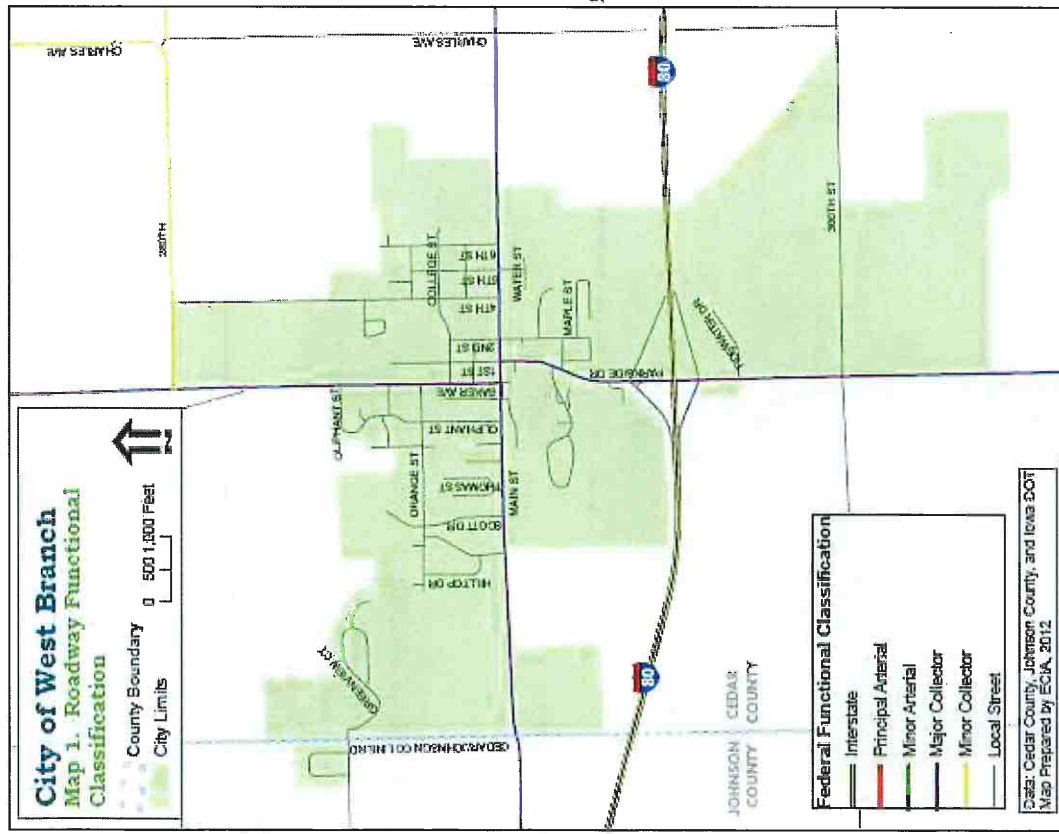 City of West Branch
Map 1. Roadway Functional
Classification
County Boundary
City Limits
0 500 1,000 Feet
N
CHARLES AVE
280TH
CHARLES AVE
OLIPHANT ST
COLLEGE ST
6TH ST
5TH ST
4TH ST
2ND ST
1ST ST
BAKER AVE
OLIPHANT ST
ORANGE ST
THOMAS ST
SCOTT DR
HILLTOP DR
GREENVIEW CT
MAIN ST
WATER ST
MAPLE ST
PARKSIDE DR
TIDEWATER DR
300TH ST
80
80
CEDAR/JOHNSON CO LINE RD
JOHNSON COUNTY
CEDAR COUNTY
Federal Functional Classification
Interstate
Principal Arterial
Minor Arterial
Major Collector
Minor Collector
Local Street
Data: Cedar County, Johnson County, and Iowa DOT
Map Prepared by ECIA, 2012